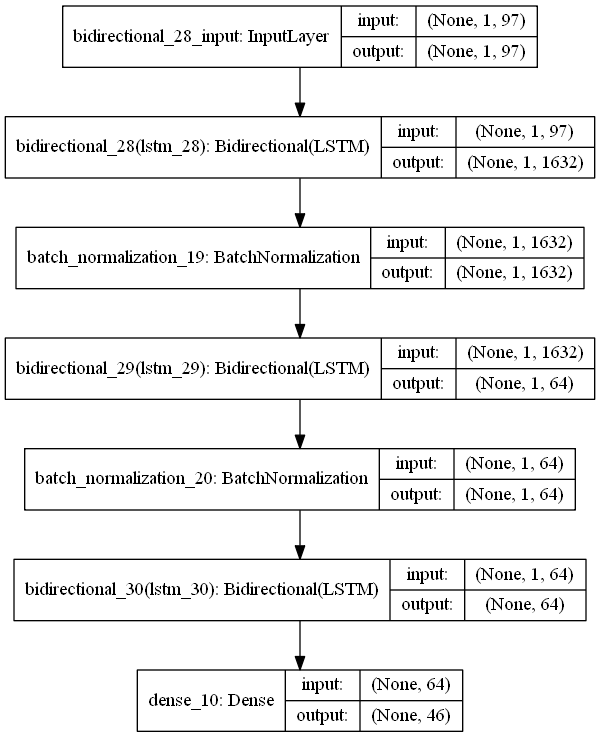 bidirectional_28_input: InputLayer
input: (None, 1, 97)
output: (None, 1, 97)
bidirectional_28(lstm_28): Bidirectional(LSTM)
input: (None, 1, 97)
output: (None, 1, 1632)
batch_normalization_19: BatchNormalization
input: (None, 1, 1632)
output: (None, 1, 1632)
bidirectional_29(lstm_29): Bidirectional(LSTM)
input: (None, 1, 1632)
output: (None, 1, 64)
batch_normalization_20: BatchNormalization
input: (None, 1, 64)
output: (None, 1, 64)
bidirectional_30(lstm_30): Bidirectional(LSTM)
input: (None, 1, 64)
output: (None, 64)
dense_10: Dense
input: (None, 64)
output: (None, 46)